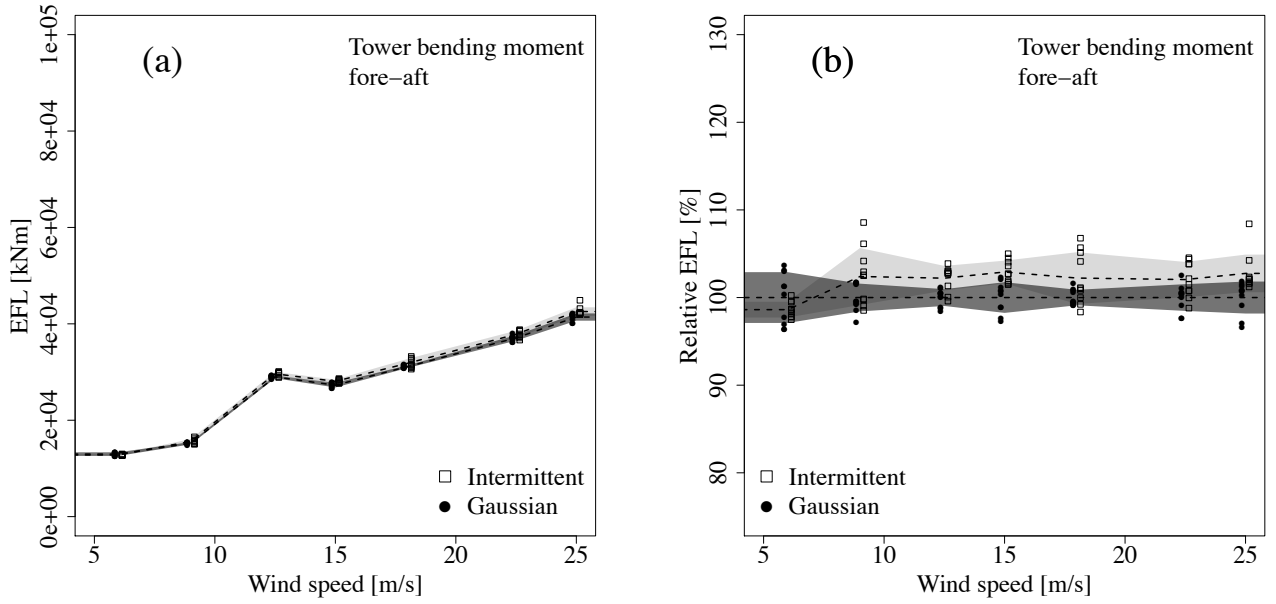 (a)
Tower bending moment
fore−aft
EFL [kNm]
1e+05
8e+04
6e+04
4e+04
2e+04
0e+00
Intermittent
Gaussian
5 10 15 20 25
Wind speed [m/s]
(b)
Tower bending moment
fore−aft
Relative EFL [%]
130
120
110
100
90
80
Intermittent
Gaussian
5 10 15 20 25
Wind speed [m/s]